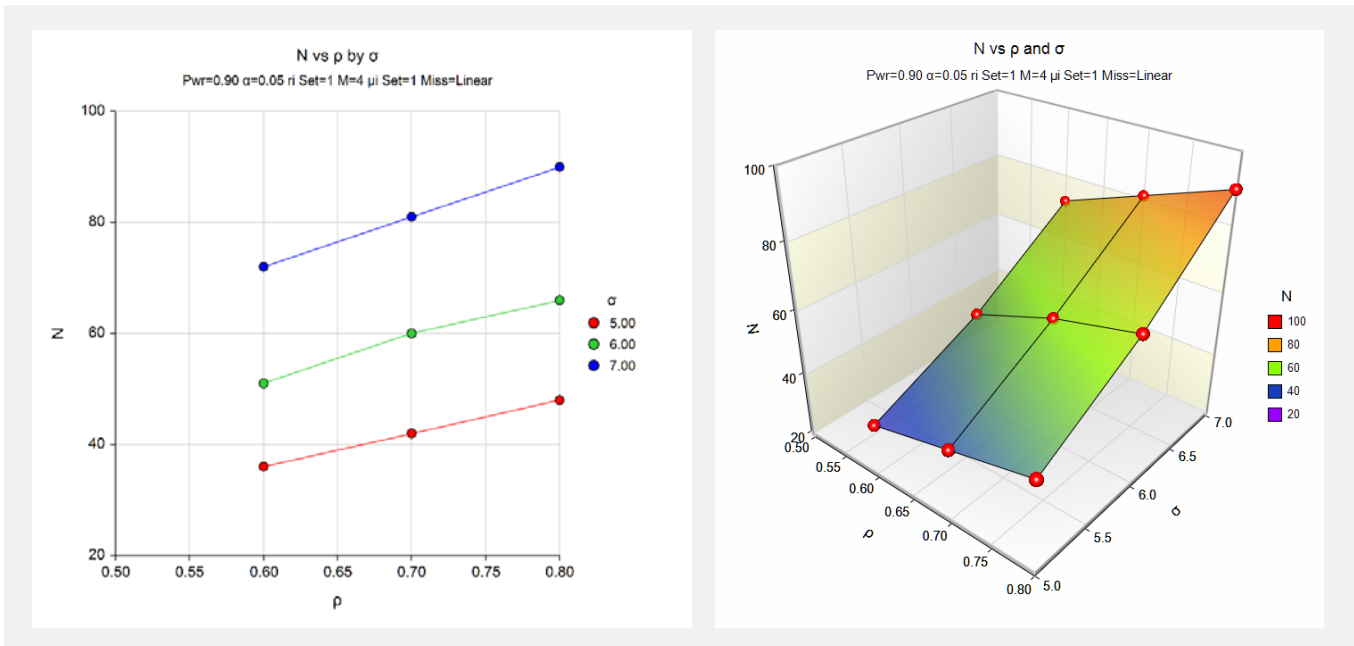 N vs ρ by σ
Pwr=0.90 α=0.05 ri Set=1 M=4 μi Set=1 Miss=Linear
100
80
60
40
20
N
0.50 0.55 0.60 0.65 0.70 0.75 0.80
ρ
σ
5.00
6.00
7.00
N vs ρ and σ
Pwr=0.90 α=0.05 ri Set=1 M=4 μi Set=1 Miss=Linear
100
80
60
40
20
N
0.50
0.55
0.60
0.65
0.70
0.75
0.80
ρ
5.0
5.5
6.0
6.5
7.0
σ
N
100
80
60
40
20